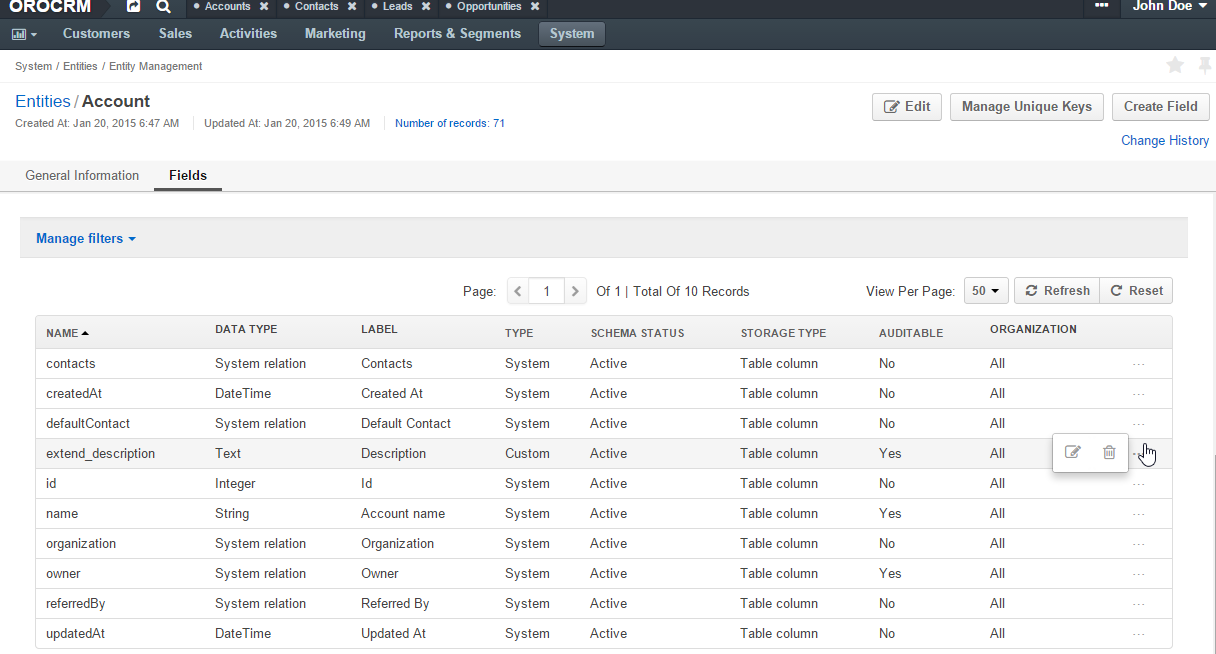 OROCRM • Accounts ✖ • Contacts ✖ • Leads ✖ • Opportunities ✖ ••• John Doe
Customers Sales Activities Marketing Reports & Segments System
System / Entities / Entity Management
Entities / Account
Edit Manage Unique Keys Create Field
Created At: Jan 20, 2015 6:47 AM Updated At: Jan 20, 2015 6:49 AM Number of records: 71
Change History
General Information Fields
Manage filters
Page: < 1 > Of 1 | Total Of 10 Records View Per Page: 50 Refresh Reset
NAME DATA TYPE LABEL TYPE SCHEMA STATUS STORAGE TYPE AUDITABLE ORGANIZATION
contacts System relation Contacts System Active Table column No All ...
createdAt DateTime Created At System Active Table column No All ...
defaultContact System relation Default Contact System Active Table column No All ...
extend_description Text Description Custom Active Table column Yes All ...
id Integer Id System Active Table column No All ...
name String Account name System Active Table column Yes All ...
organization System relation Organization System Active Table column No All ...
owner System relation Owner System Active Table column Yes All ...
referredBy System relation Referred By System Active Table column No All ...
updatedAt DateTime Updated At System Active Table column No All ...